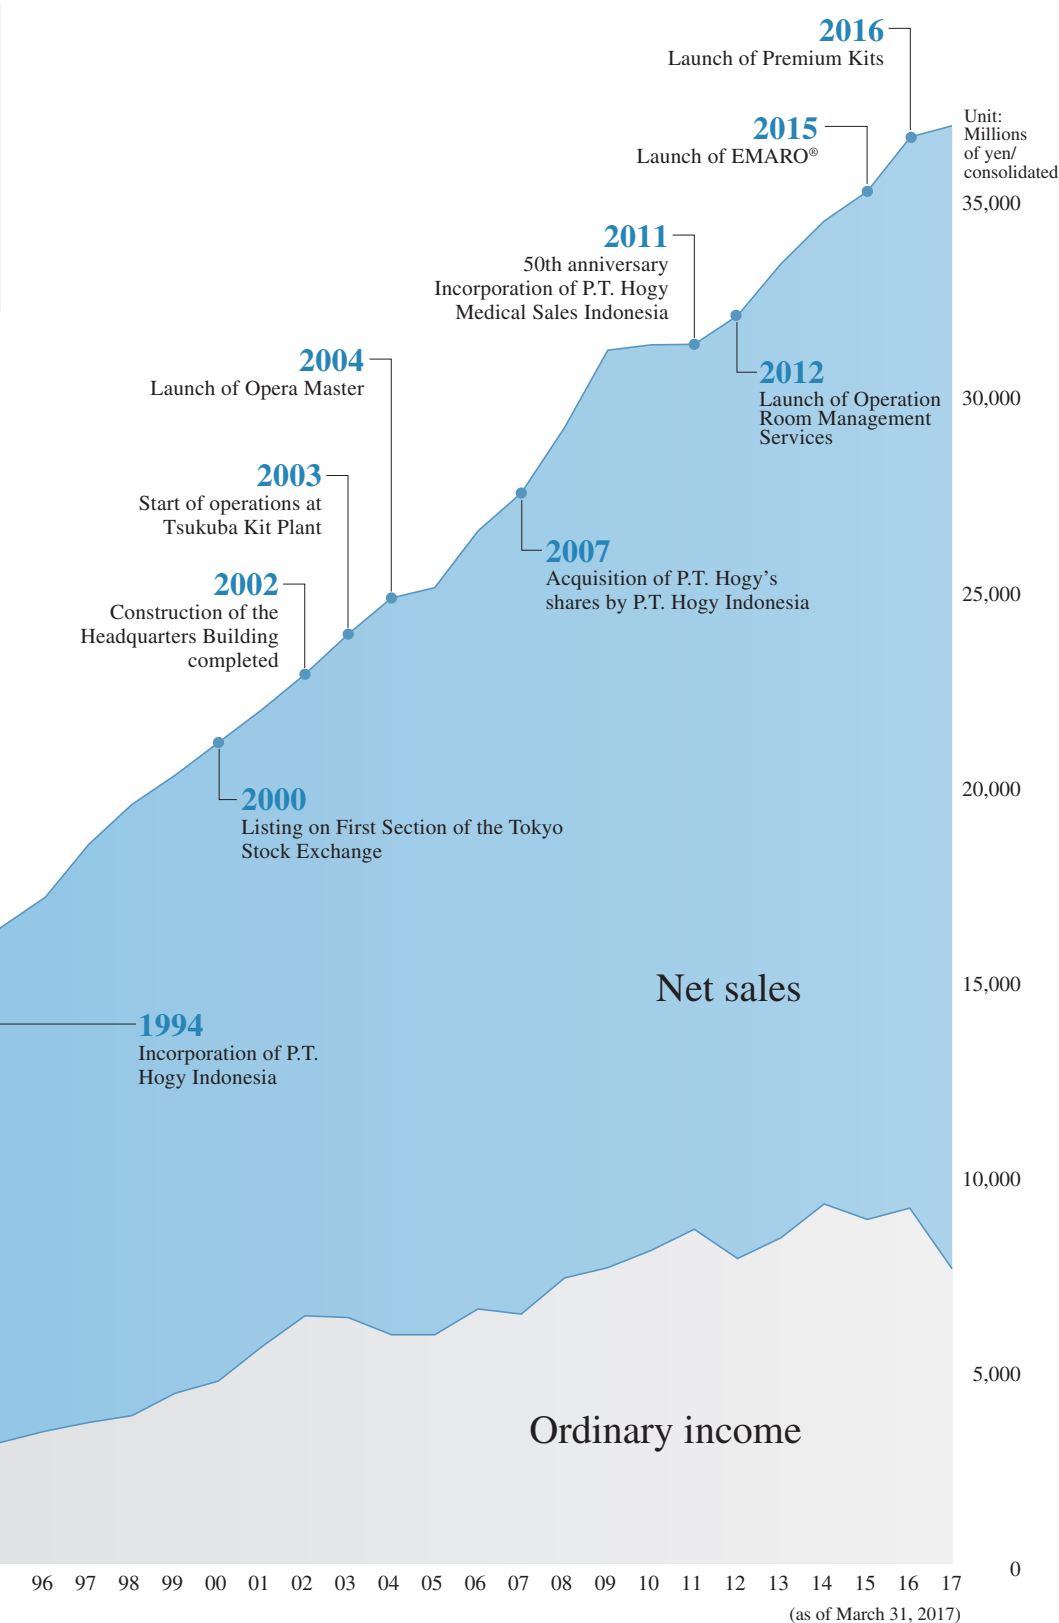 2016
Launch of Premium Kits
Unit:
Millions
of yen/
consolidated
2015
Launch of EMARO®
35,000
2011
50th anniversary
Incorporation of P.T. Hogy
Medical Sales Indonesia
2004
Launch of Opera Master
2012
Launch of Operation
Room Management
Services
30,000
2003
Start of operations at
Tsukuba Kit Plant
2007
Acquisition of P.T. Hogy’s
shares by P.T. Hogy Indonesia
2002
Construction of the
Headquarters Building
completed
25,000
2000
Listing on First Section of the Tokyo
Stock Exchange
20,000
Net sales
15,000
1994
Incorporation of P.T.
Hogy Indonesia
10,000
5,000
Ordinary income
0
96 97 98 99 00 01 02 03 04 05 06 07 08 09 10 11 12 13 14 15 16 17
(as of March 31, 2017)